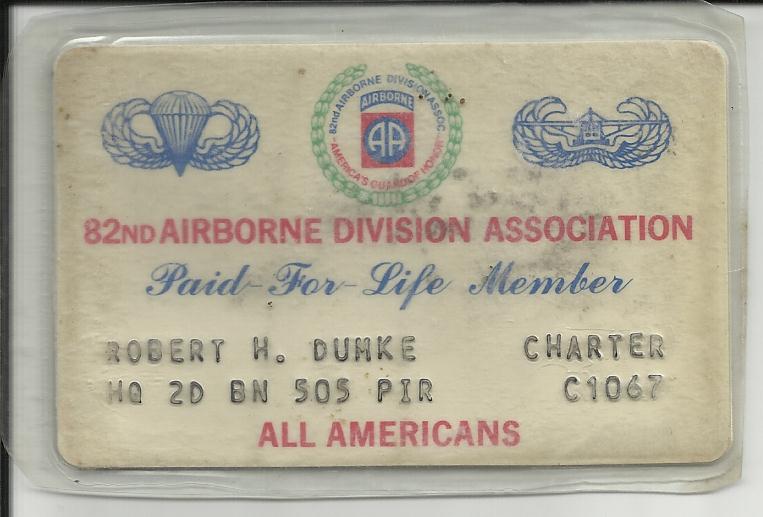 82nd AIRBORNE DIVISION ASSOC.
AIRBORNE
AA
AMERICA'S GUARD OF HONOR
82ND AIRBORNE DIVISION ASSOCIATION
Paid-For-Life Member
ROBERT H. DUMKE CHARTER
HQ 2D BN 505 PIR C1067
ALL AMERICANS